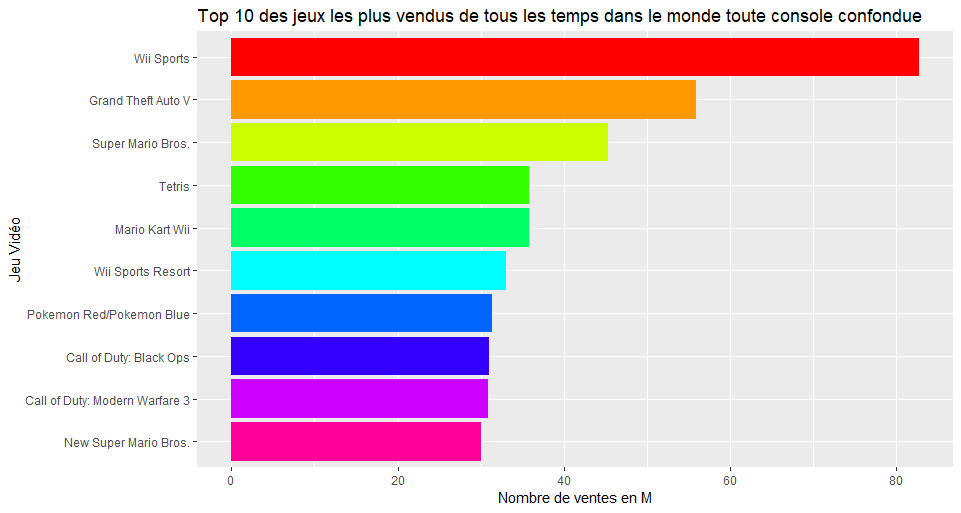 Top 10 des jeux les plus vendus de tous les temps dans le monde toute console confondue
Jeu Vidéo
Wii Sports
Grand Theft Auto V
Super Mario Bros.
Tetris
Mario Kart Wii
Wii Sports Resort
Pokemon Red/Pokemon Blue
Call of Duty: Black Ops
Call of Duty: Modern Warfare 3
New Super Mario Bros.
0 20 40 60 80
Nombre de ventes en M